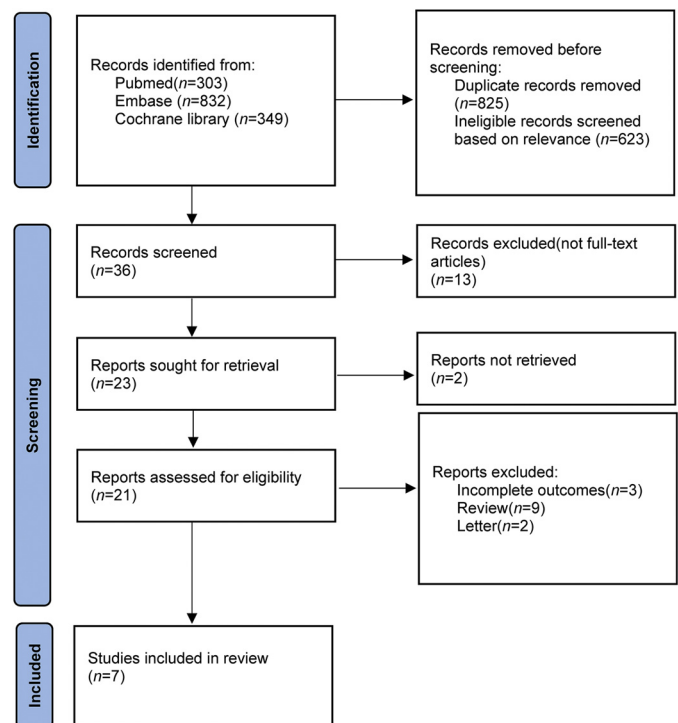 Identification
Records identified from:
Pubmed(n=303)
Embase (n=832)
Cochrane library (n=349)
Records removed before
screening:
Duplicate records removed
(n=825)
Ineligible records screened
based on relevance (n=623)
Screening
Records screened
(n=36)
Records excluded(not full-text
articles)
(n=13)
Reports sought for retrieval
(n=23)
Reports not retrieved
(n=2)
Reports assessed for eligibility
(n=21)
Reports excluded:
Incomplete outcomes(n=3)
Review(n=9)
Letter(n=2)
Included
Studies included in review
(n=7)